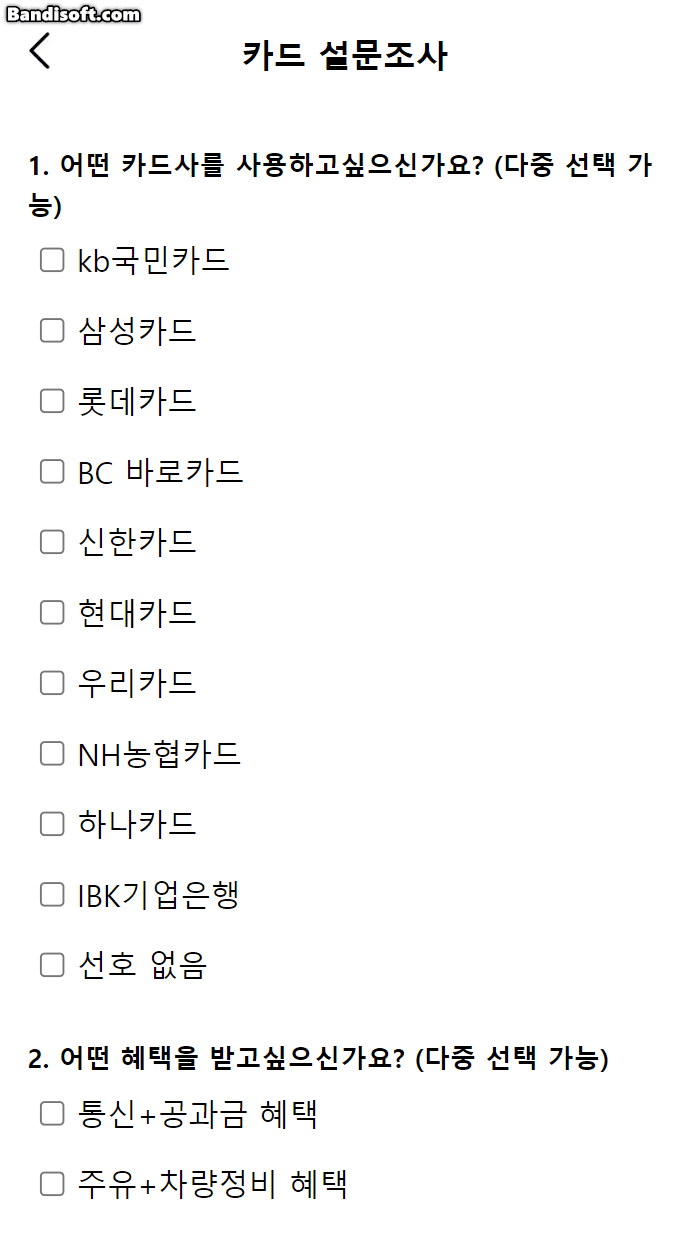 Bandisoft.com
카드 설문조사
1. 어떤 카드사를 사용하고싶으신가요? (다중 선택 가
능)
kb국민카드
삼성카드
롯데카드
BC 바로카드
신한카드
현대카드
우리카드
NH농협카드
하나카드
IBK기업은행
선호 없음
2. 어떤 혜택을 받고싶으신가요? (다중 선택 가능)
통신+공과금 혜택
주유+차량정비 혜택